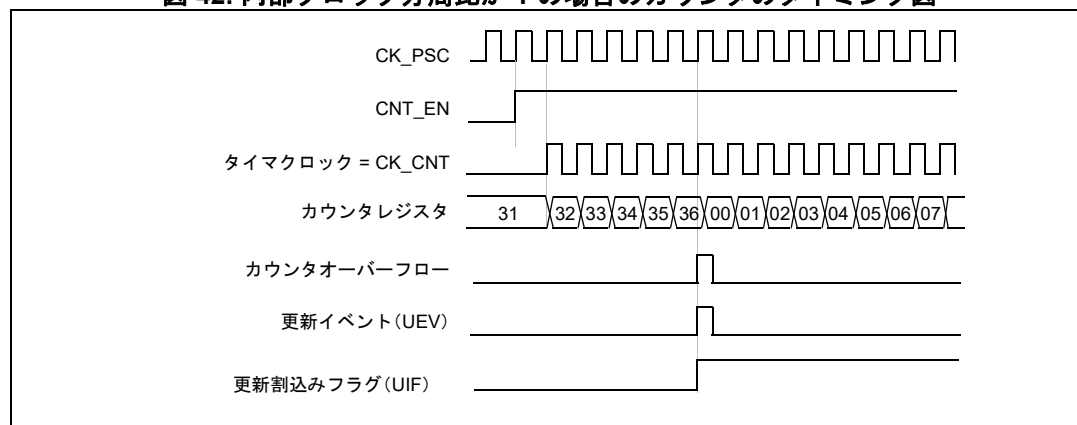 CK_PSC
CNT_EN
タイマクロック = CK_CNT
カウンタレジスタ 31 32 33 34 35 36 00 01 02 03 04 05 06 07
カウンタオーバーフロー
更新イベント(UEV)
更新割込みフラグ(UIF)